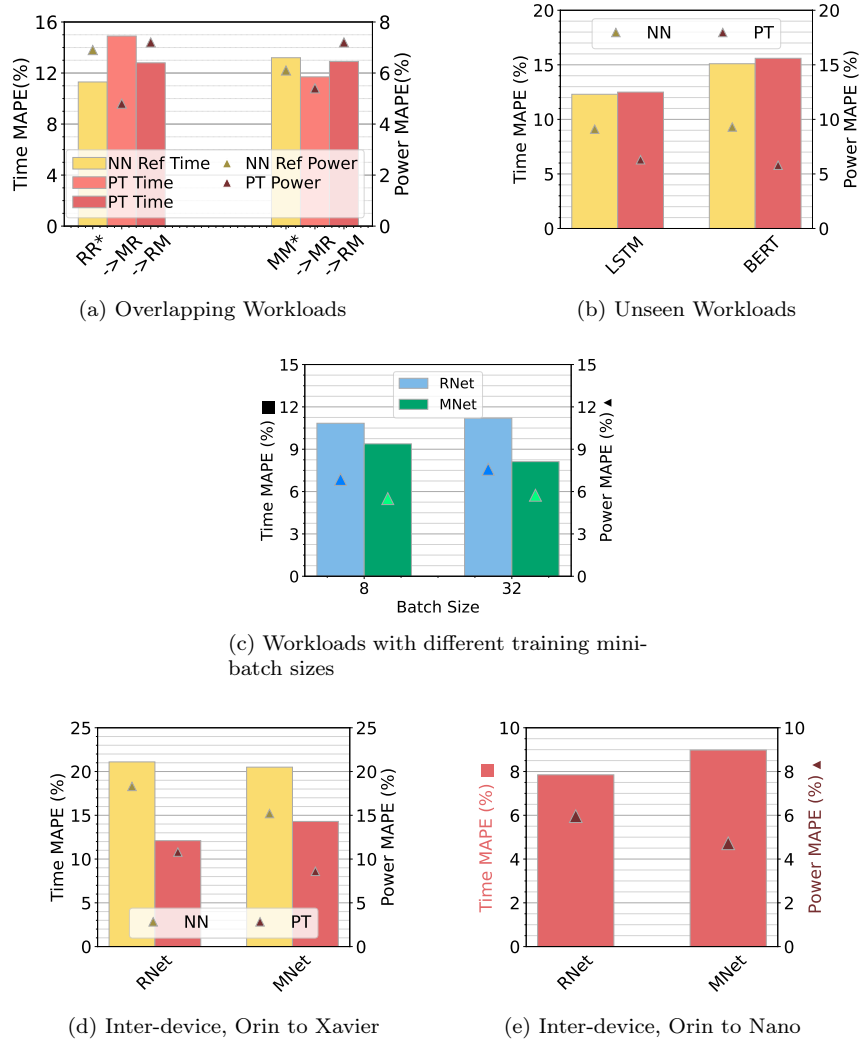 16
12
8
4
0
Time MAPE(%)
8
6
4
2
0
Power MAPE(%)
NN Ref Time
PT Time
PT Time
NN Ref Power
PT Power
RR*
->MR
->RM
MM*
->MR
->RM
(a) Overlapping Workloads
20
15
10
5
0
Time MAPE (%)
20
15
10
5
0
Power MAPE (%)
NN
PT
LSTM
BERT
(b) Unseen Workloads
15
12
9
6
3
0
Time MAPE (%)
15
12
9
6
3
0
Power MAPE (%)
RNet
MNet
8
32
Batch Size
(c) Workloads with different training mini-
batch sizes
25
20
15
10
5
0
Time MAPE (%)
25
20
15
10
5
0
Power MAPE (%)
NN
PT
RNet
MNet
(d) Inter-device, Orin to Xavier
10
8
6
4
2
0
Time MAPE (%)
10
8
6
4
2
0
Power MAPE (%)
RNet
MNet
(e) Inter-device, Orin to Nano